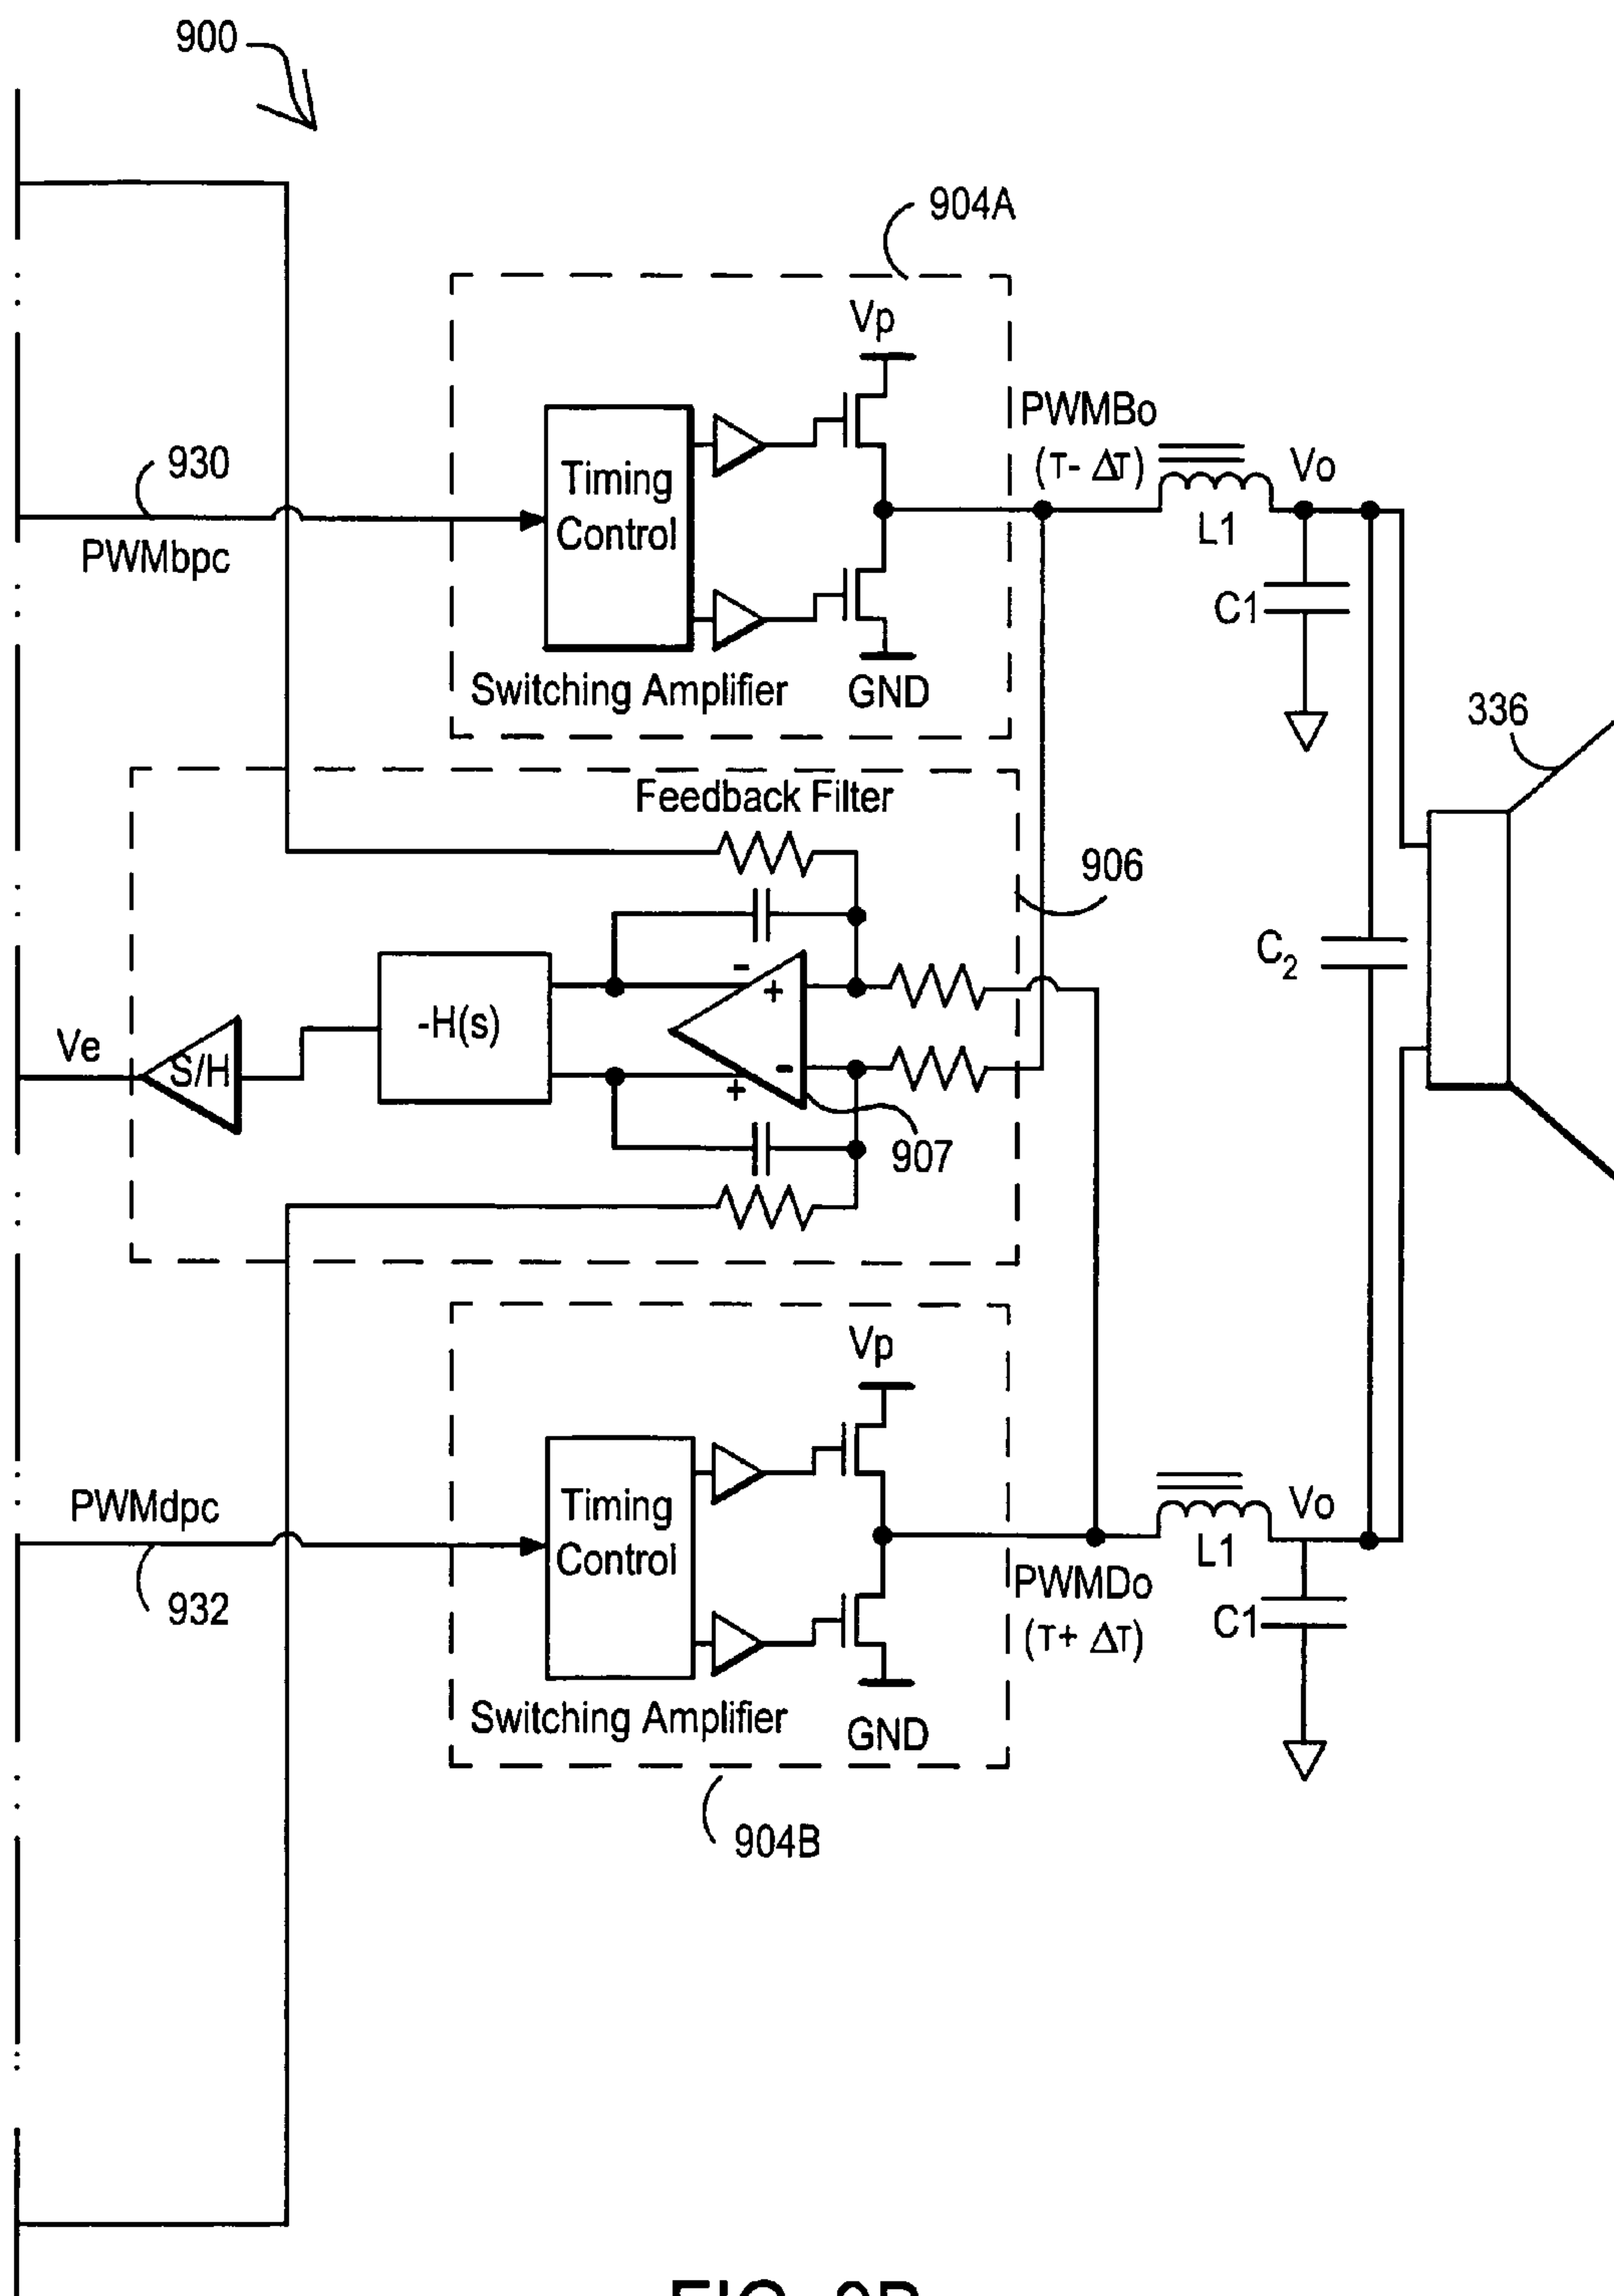 900
904A
Vp
PWMBo
(T- ΔT)
Vo
930
Timing
Control
L1
PWMbpc
C1
Switching Amplifier
GND
336
Feedback Filter
906
C2
-
+
-H(s)
Ve
S/H
-
+
907
Vp
PWMdpc
Timing
Control
Vo
L1
932
PWMDo
(T+ ΔT)
C1
Switching Amplifier
GND
904B